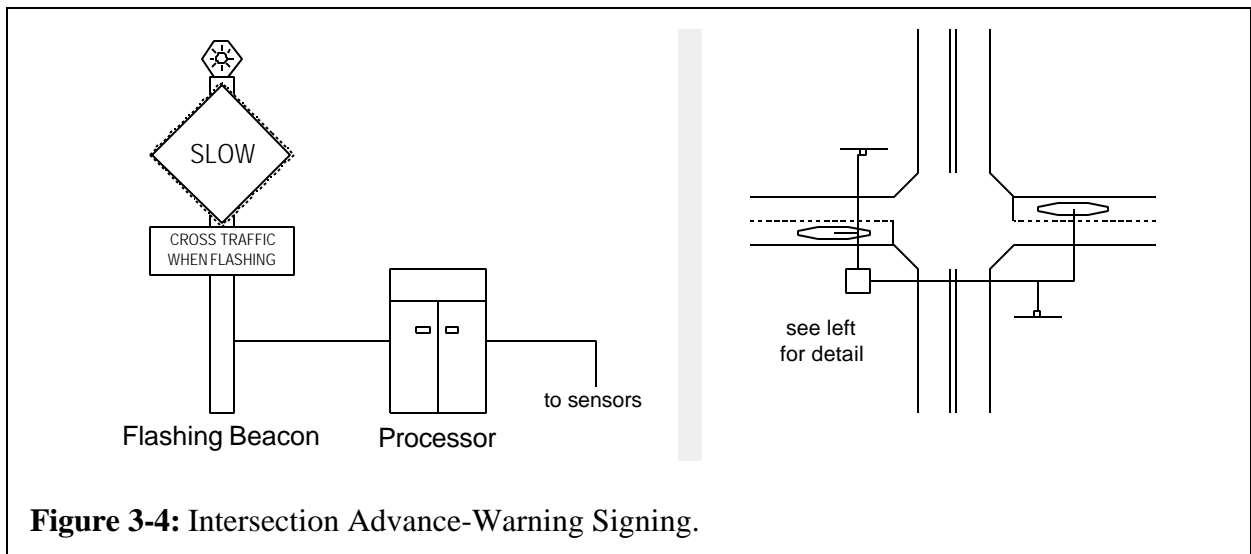 SLOW
CROSS TRAFFIC
WHEN FLASHING
to sensors
Flashing Beacon
Processor
see left
for detail
Figure 3-4: Intersection Advance-Warning Signing.